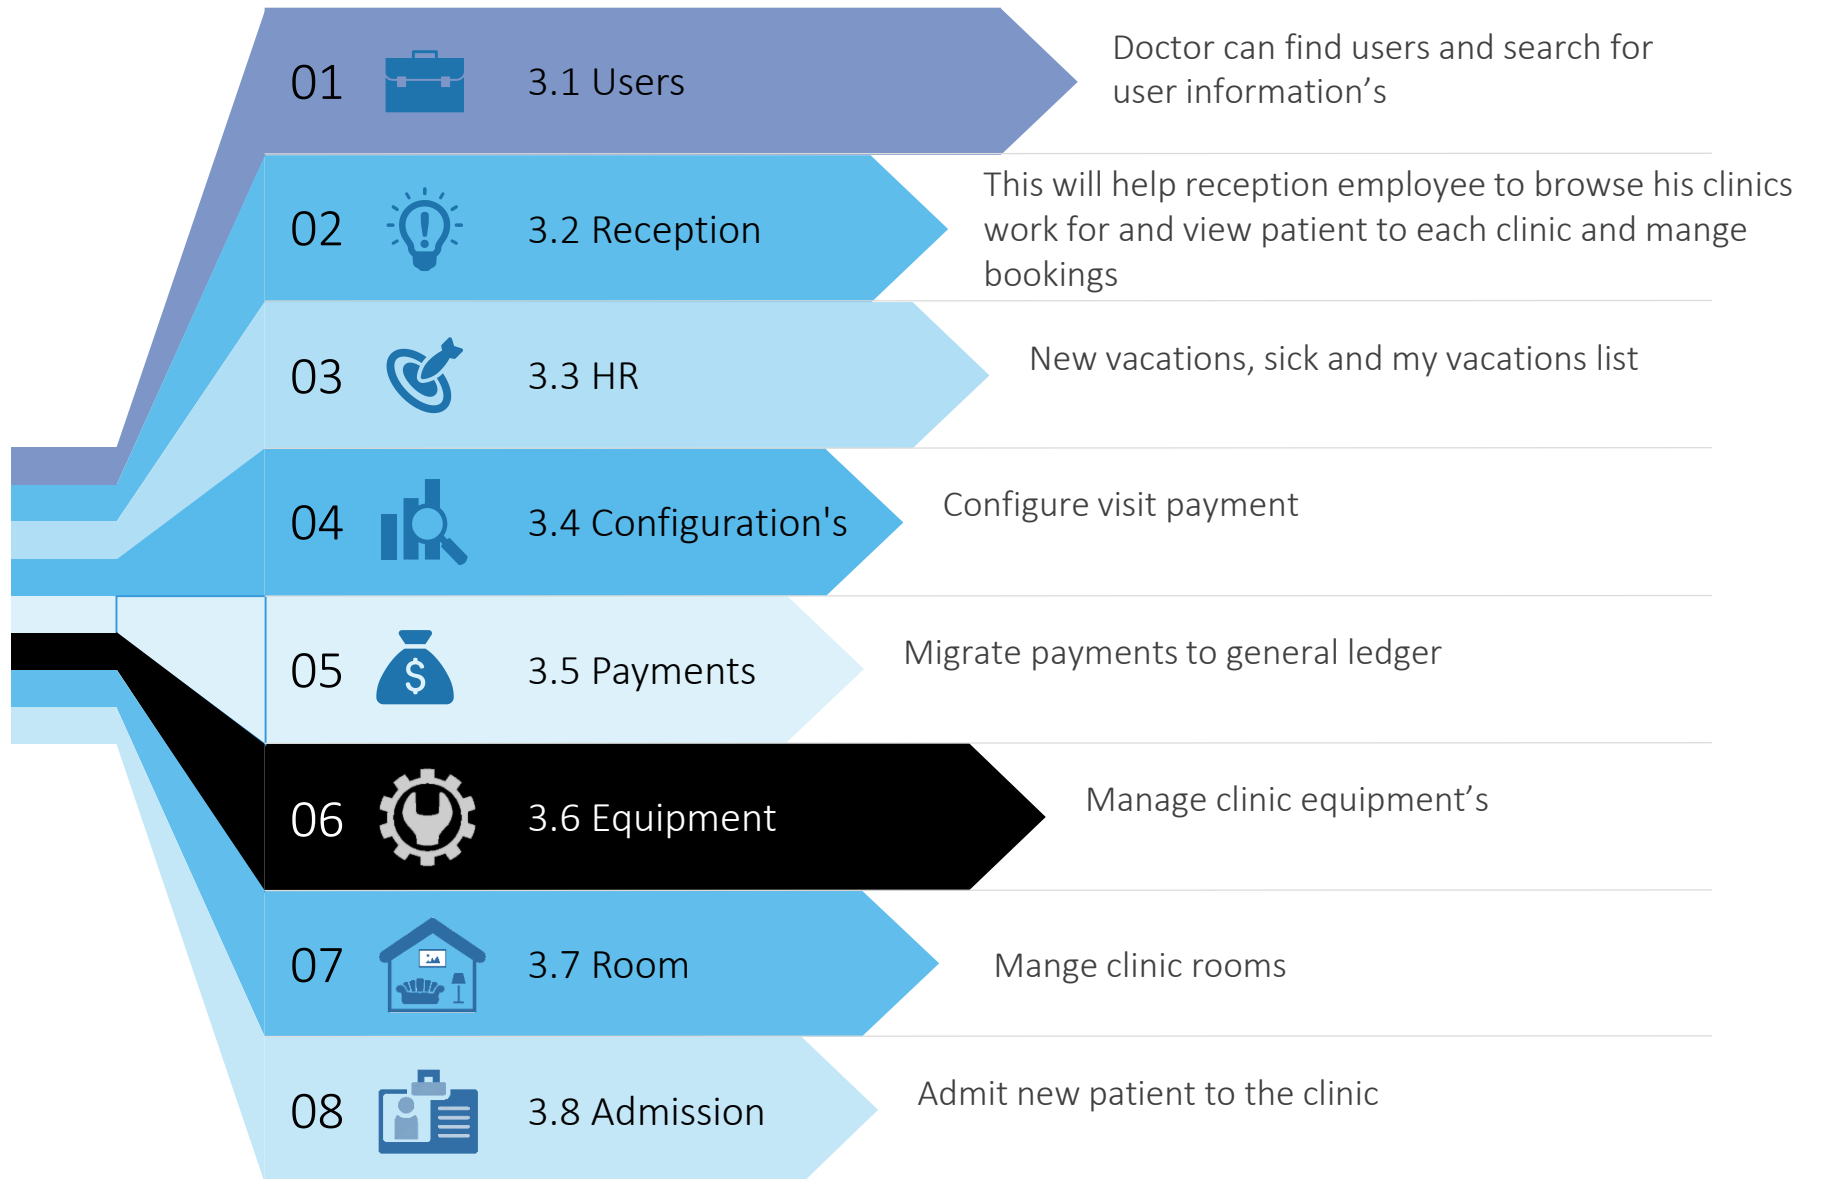 01
3.1 Users
Doctor can find users and search for
user information’s
02
3.2 Reception
This will help reception employee to browse his clinics
work for and view patient to each clinic and mange
bookings
03
3.3 HR
New vacations, sick and my vacations list
04
3.4 Configuration's
Configure visit payment
05
$
3.5 Payments
Migrate payments to general ledger
06
3.6 Equipment
Manage clinic equipment’s
07
3.7 Room
Mange clinic rooms
08
3.8 Admission
Admit new patient to the clinic